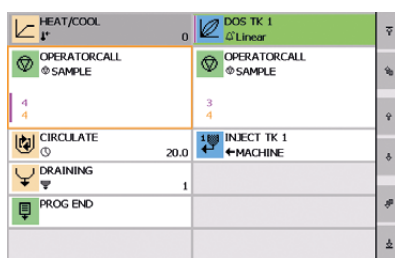 HEAT/COOL
0
DOS TK 1
Linear
OPERATORCALL
SAMPLE
4
4
OPERATORCALL
SAMPLE
3
4
CIRCULATE
20.0
1
INJECT TK 1
MACHINE
DRAINING
1
PROG END